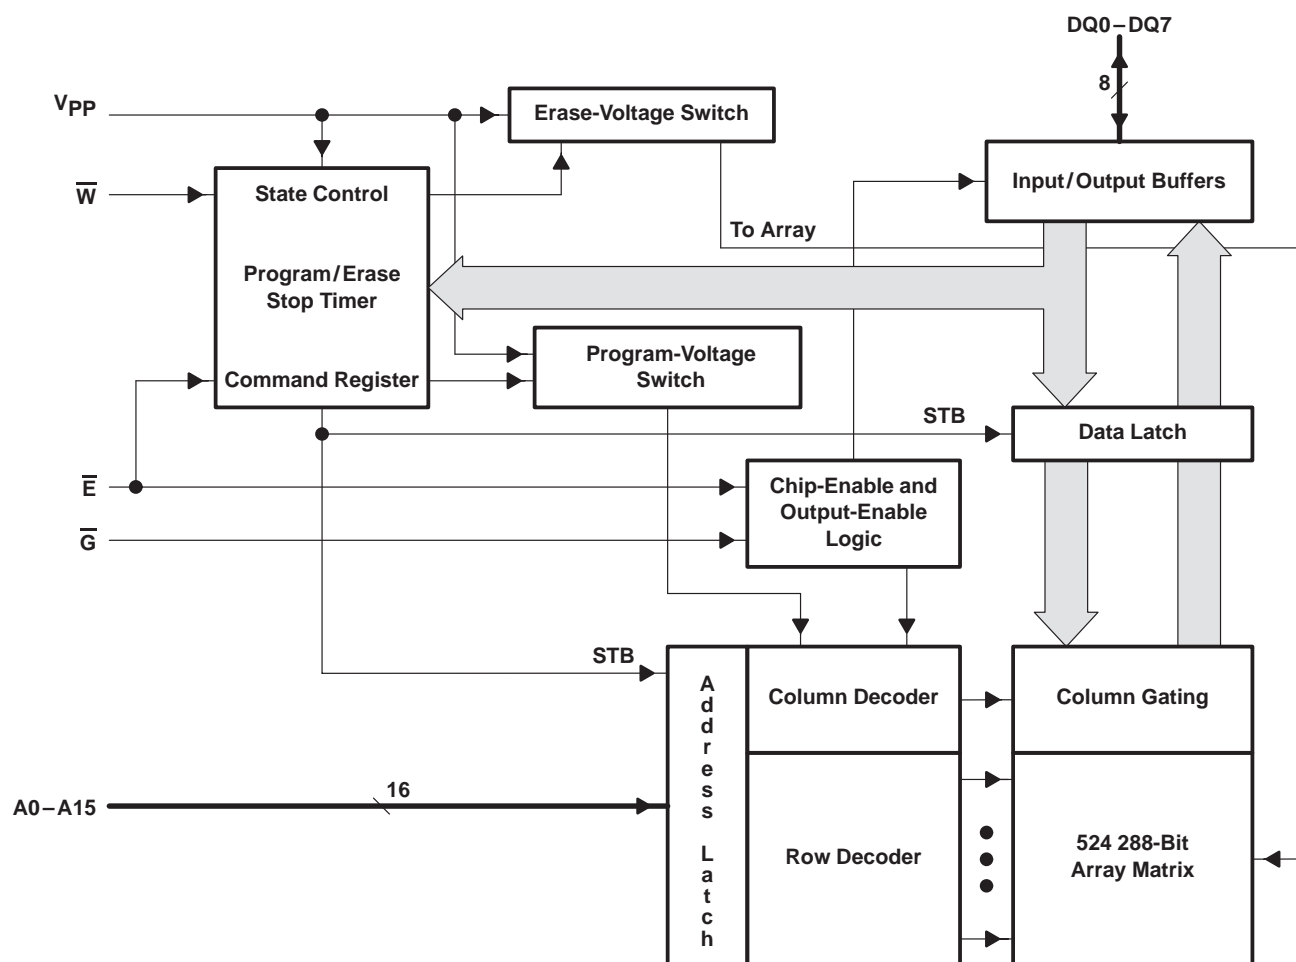 DQ0–DQ7
8
VPP
Erase-Voltage Switch
W̅
State Control
Input/Output Buffers
To Array
Program/Erase
Stop Timer
Program-Voltage
Switch
Command Register
STB
Data Latch
E̅
Chip-Enable and
Output-Enable
Logic
G̅
STB
Address Latch
Column Decoder
Column Gating
A0–A15
16
Row Decoder
524 288-Bit
Array Matrix